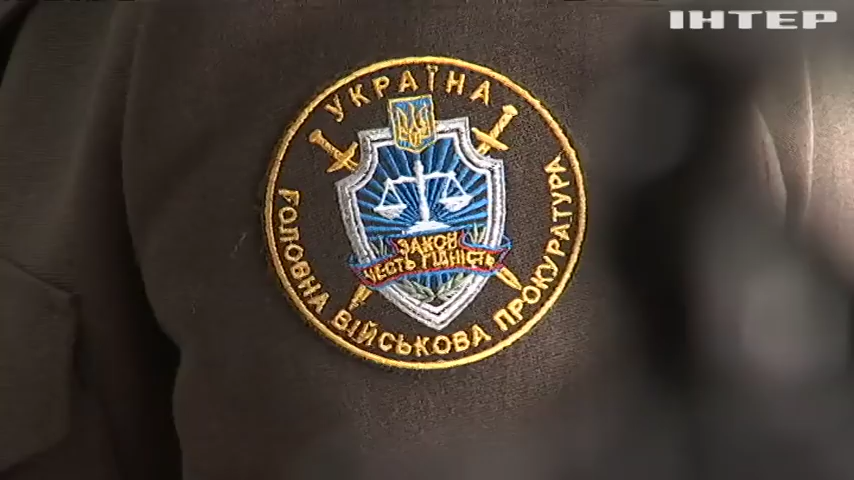 ІНТЕР
УКРАЇНА
ЗАКОН
ЧЕСТЬ ГІДНІСТЬ
ГОЛОВНА ВІЙСЬКОВА ПРОКУРАТУРА